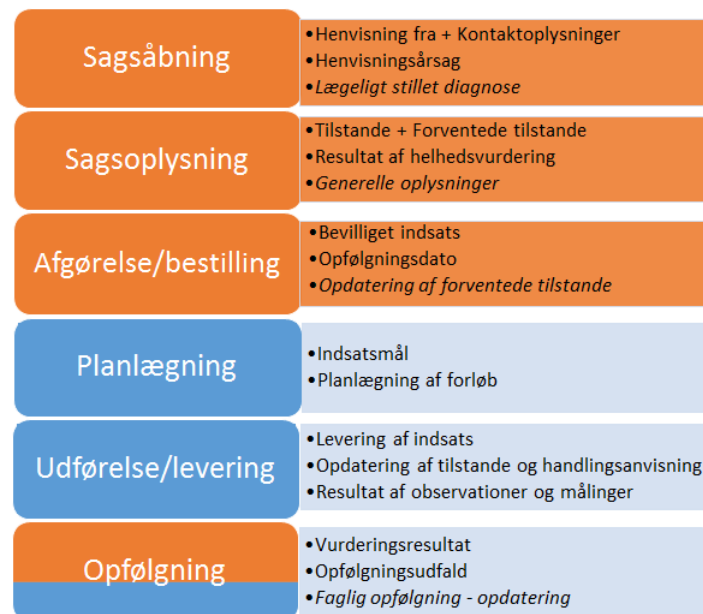 Sagsåbning
•Henvisning fra + Kontaktoplysninger
•Henvisningsårsag
•Lægeligt stillet diagnose
Sagsoplysning
•Tilstande + Forventede tilstande
•Resultat af helhedsvurdering
•Generelle oplysninger
Afgørelse/bestilling
•Bevilliget indsats
•Opfølgningsdato
•Opdatering af forventede tilstande
Planlægning
•Indsatsmål
•Planlægning af forløb
Udførelse/levering
•Levering af indsats
•Opdatering af tilstande og handlingsanvisning
•Resultat af observationer og målinger
Opfølgning
•Vurderingsresultat
•Opfølgningsudfald
•Faglig opfølgning - opdatering